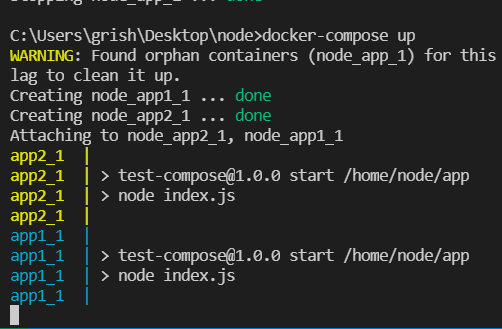 Stopping node_app_1 ... done
C:\Users\grish\Desktop\node>docker-compose up
WARNING: Found orphan containers (node_app_1) for this
lag to clean it up.
Creating node_app1_1 ... done
Creating node_app2_1 ... done
Attaching to node_app2_1, node_app1_1
app2_1  |
app2_1  | > test-compose@1.0.0 start /home/node/app
app2_1  | > node index.js
app2_1  |
app1_1  |
app1_1  | > test-compose@1.0.0 start /home/node/app
app1_1  | > node index.js
app1_1  |